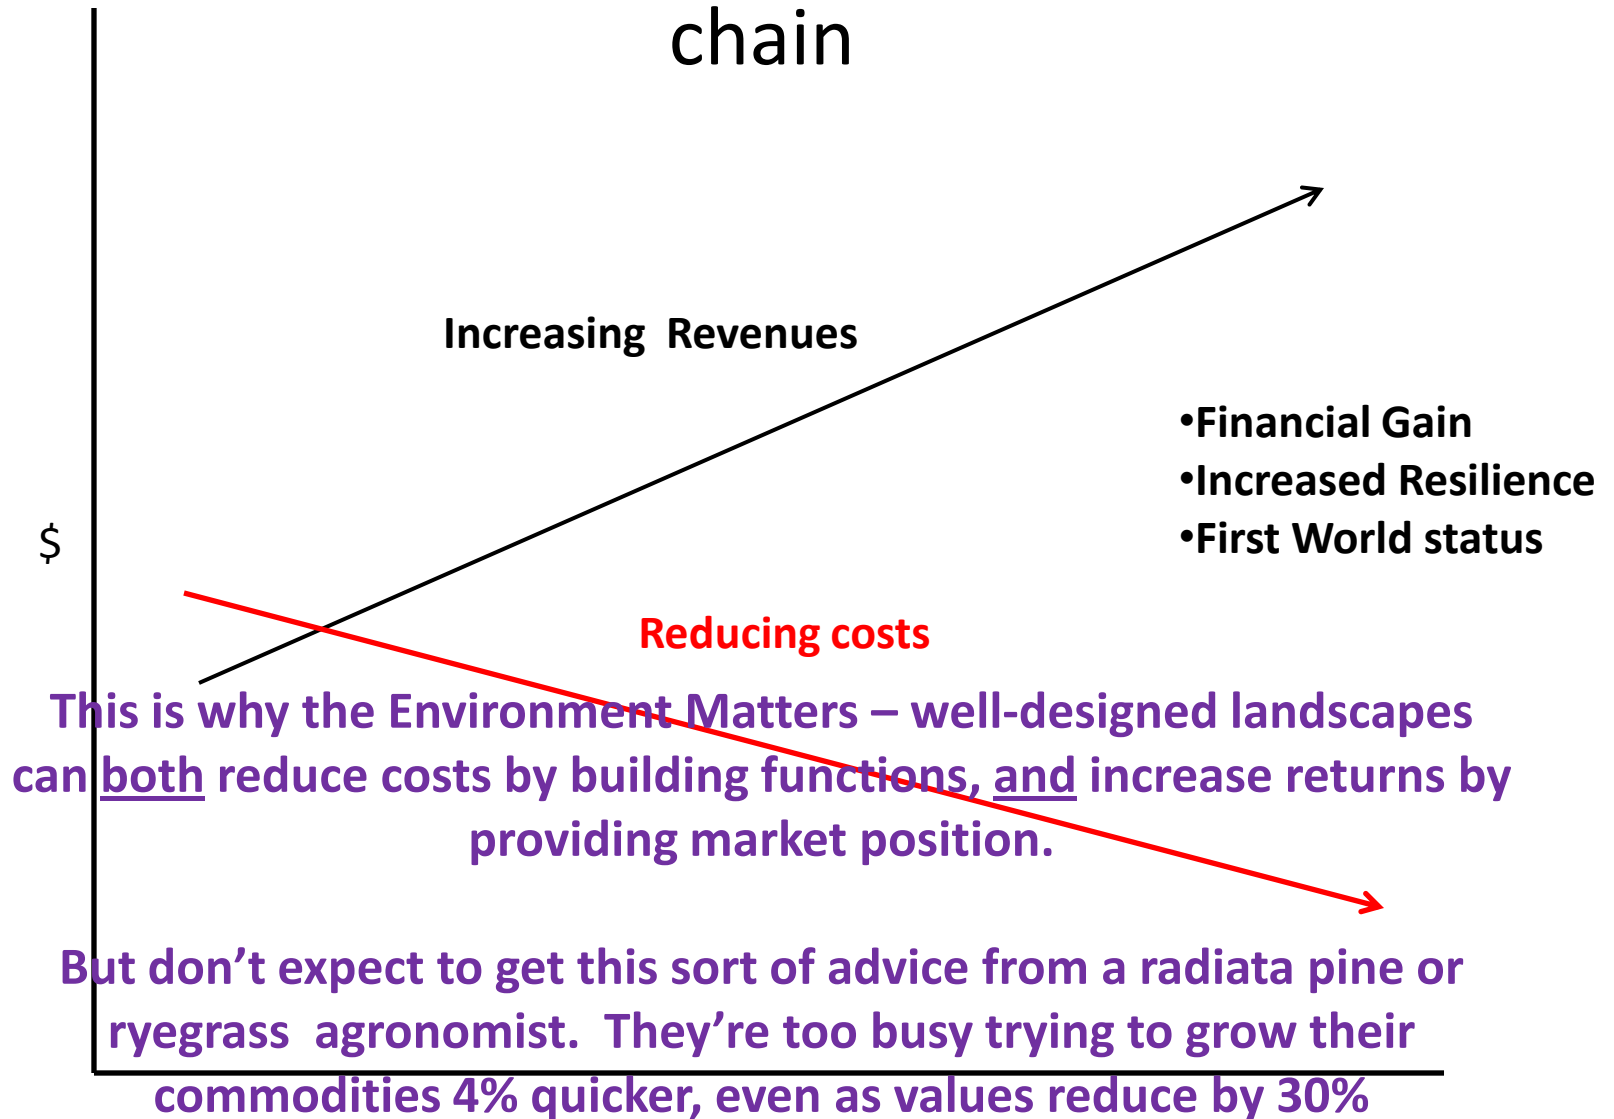 chain
Increasing  Revenues
•Financial Gain
•Increased Resilience
•First World status
$
Reducing costs
This is why the Environment Matters – well-designed landscapes
can both reduce costs by building functions, and increase returns by
providing market position.
But don’t expect to get this sort of advice from a radiata pine or
ryegrass  agronomist.  They’re too busy trying to grow their
commodities 4% quicker, even as values reduce by 30%